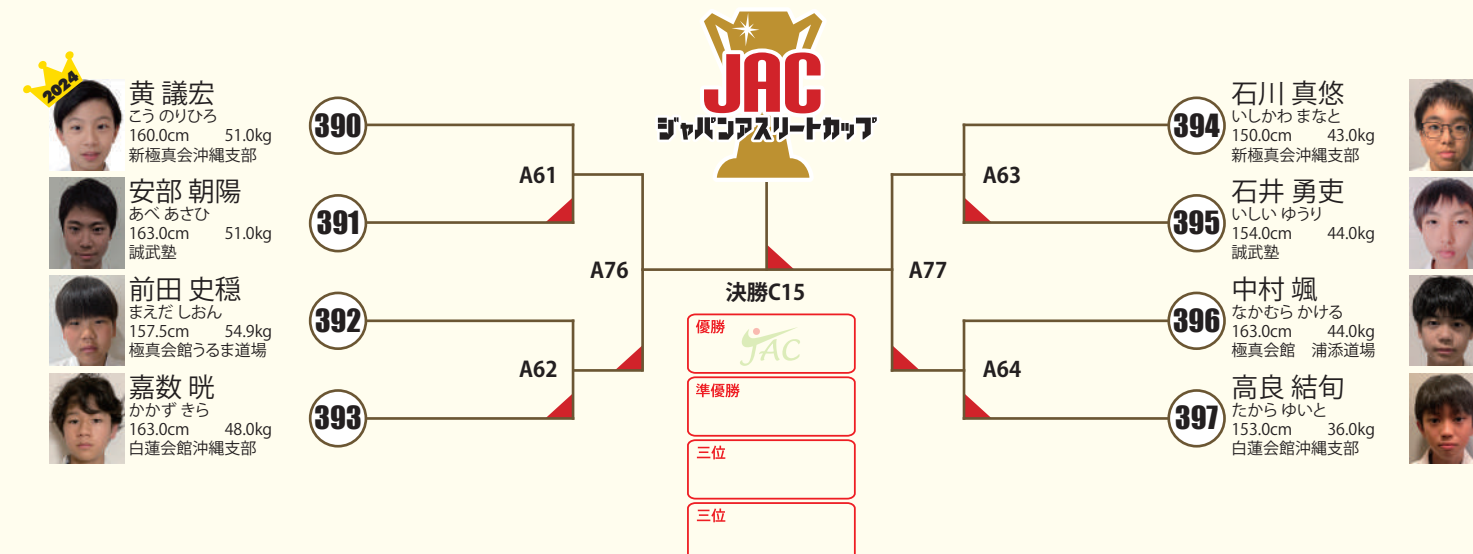 2024
黄 議宏
こう のりひろ
160.0cm 51.0kg
新極真会沖縄支部
390
安部 朝陽
あべ あさひ
163.0cm 51.0kg
誠武塾
391
前田 史穏
まえだ しおん
157.5cm 54.9kg
極真会館うるま道場
392
嘉数 晄
かかず きら
163.0cm 48.0kg
白蓮会館沖縄支部
393
A61
A62
A76
JAC
ジャパンアスリートカップ
決勝C15
優勝
JAC
準優勝
三位
三位
A77
A63
A64
394
石川 真悠
いしかわ まなと
150.0cm 43.0kg
新極真会沖縄支部
395
石井 勇吏
いしい ゆうり
154.0cm 44.0kg
誠武塾
396
中村 颯
なかむら かける
163.0cm 44.0kg
極真会館 浦添道場
397
高良 結旬
たから ゆいと
153.0cm 36.0kg
白蓮会館沖縄支部